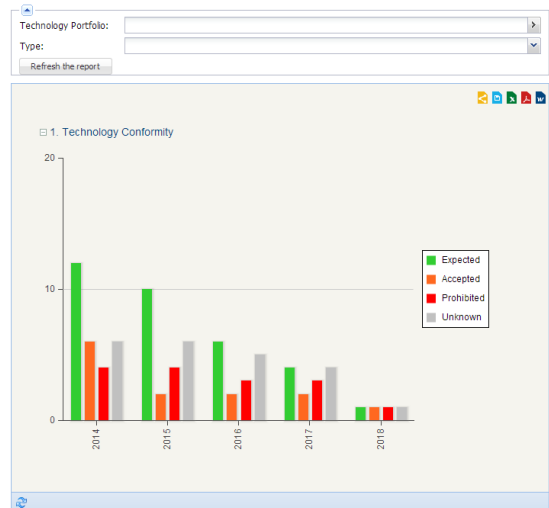 Technology Portfolio:
Type:
Refresh the report
1. Technology Conformity
20
10
0
Expected
Accepted
Prohibited
Unknown
2014
2015
2016
2017
2018